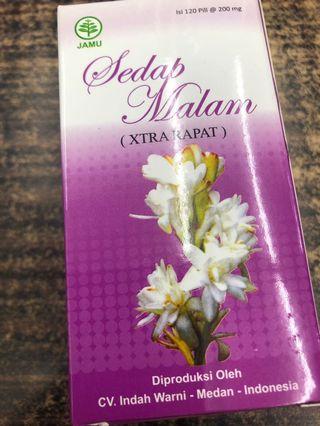 Isi 120 Pill @ 200 mg
JAMU
Sedap
Malam
( XTRA RAPAT )
Diproduksi Oleh
CV. Indah Warni - Medan - Indonesia